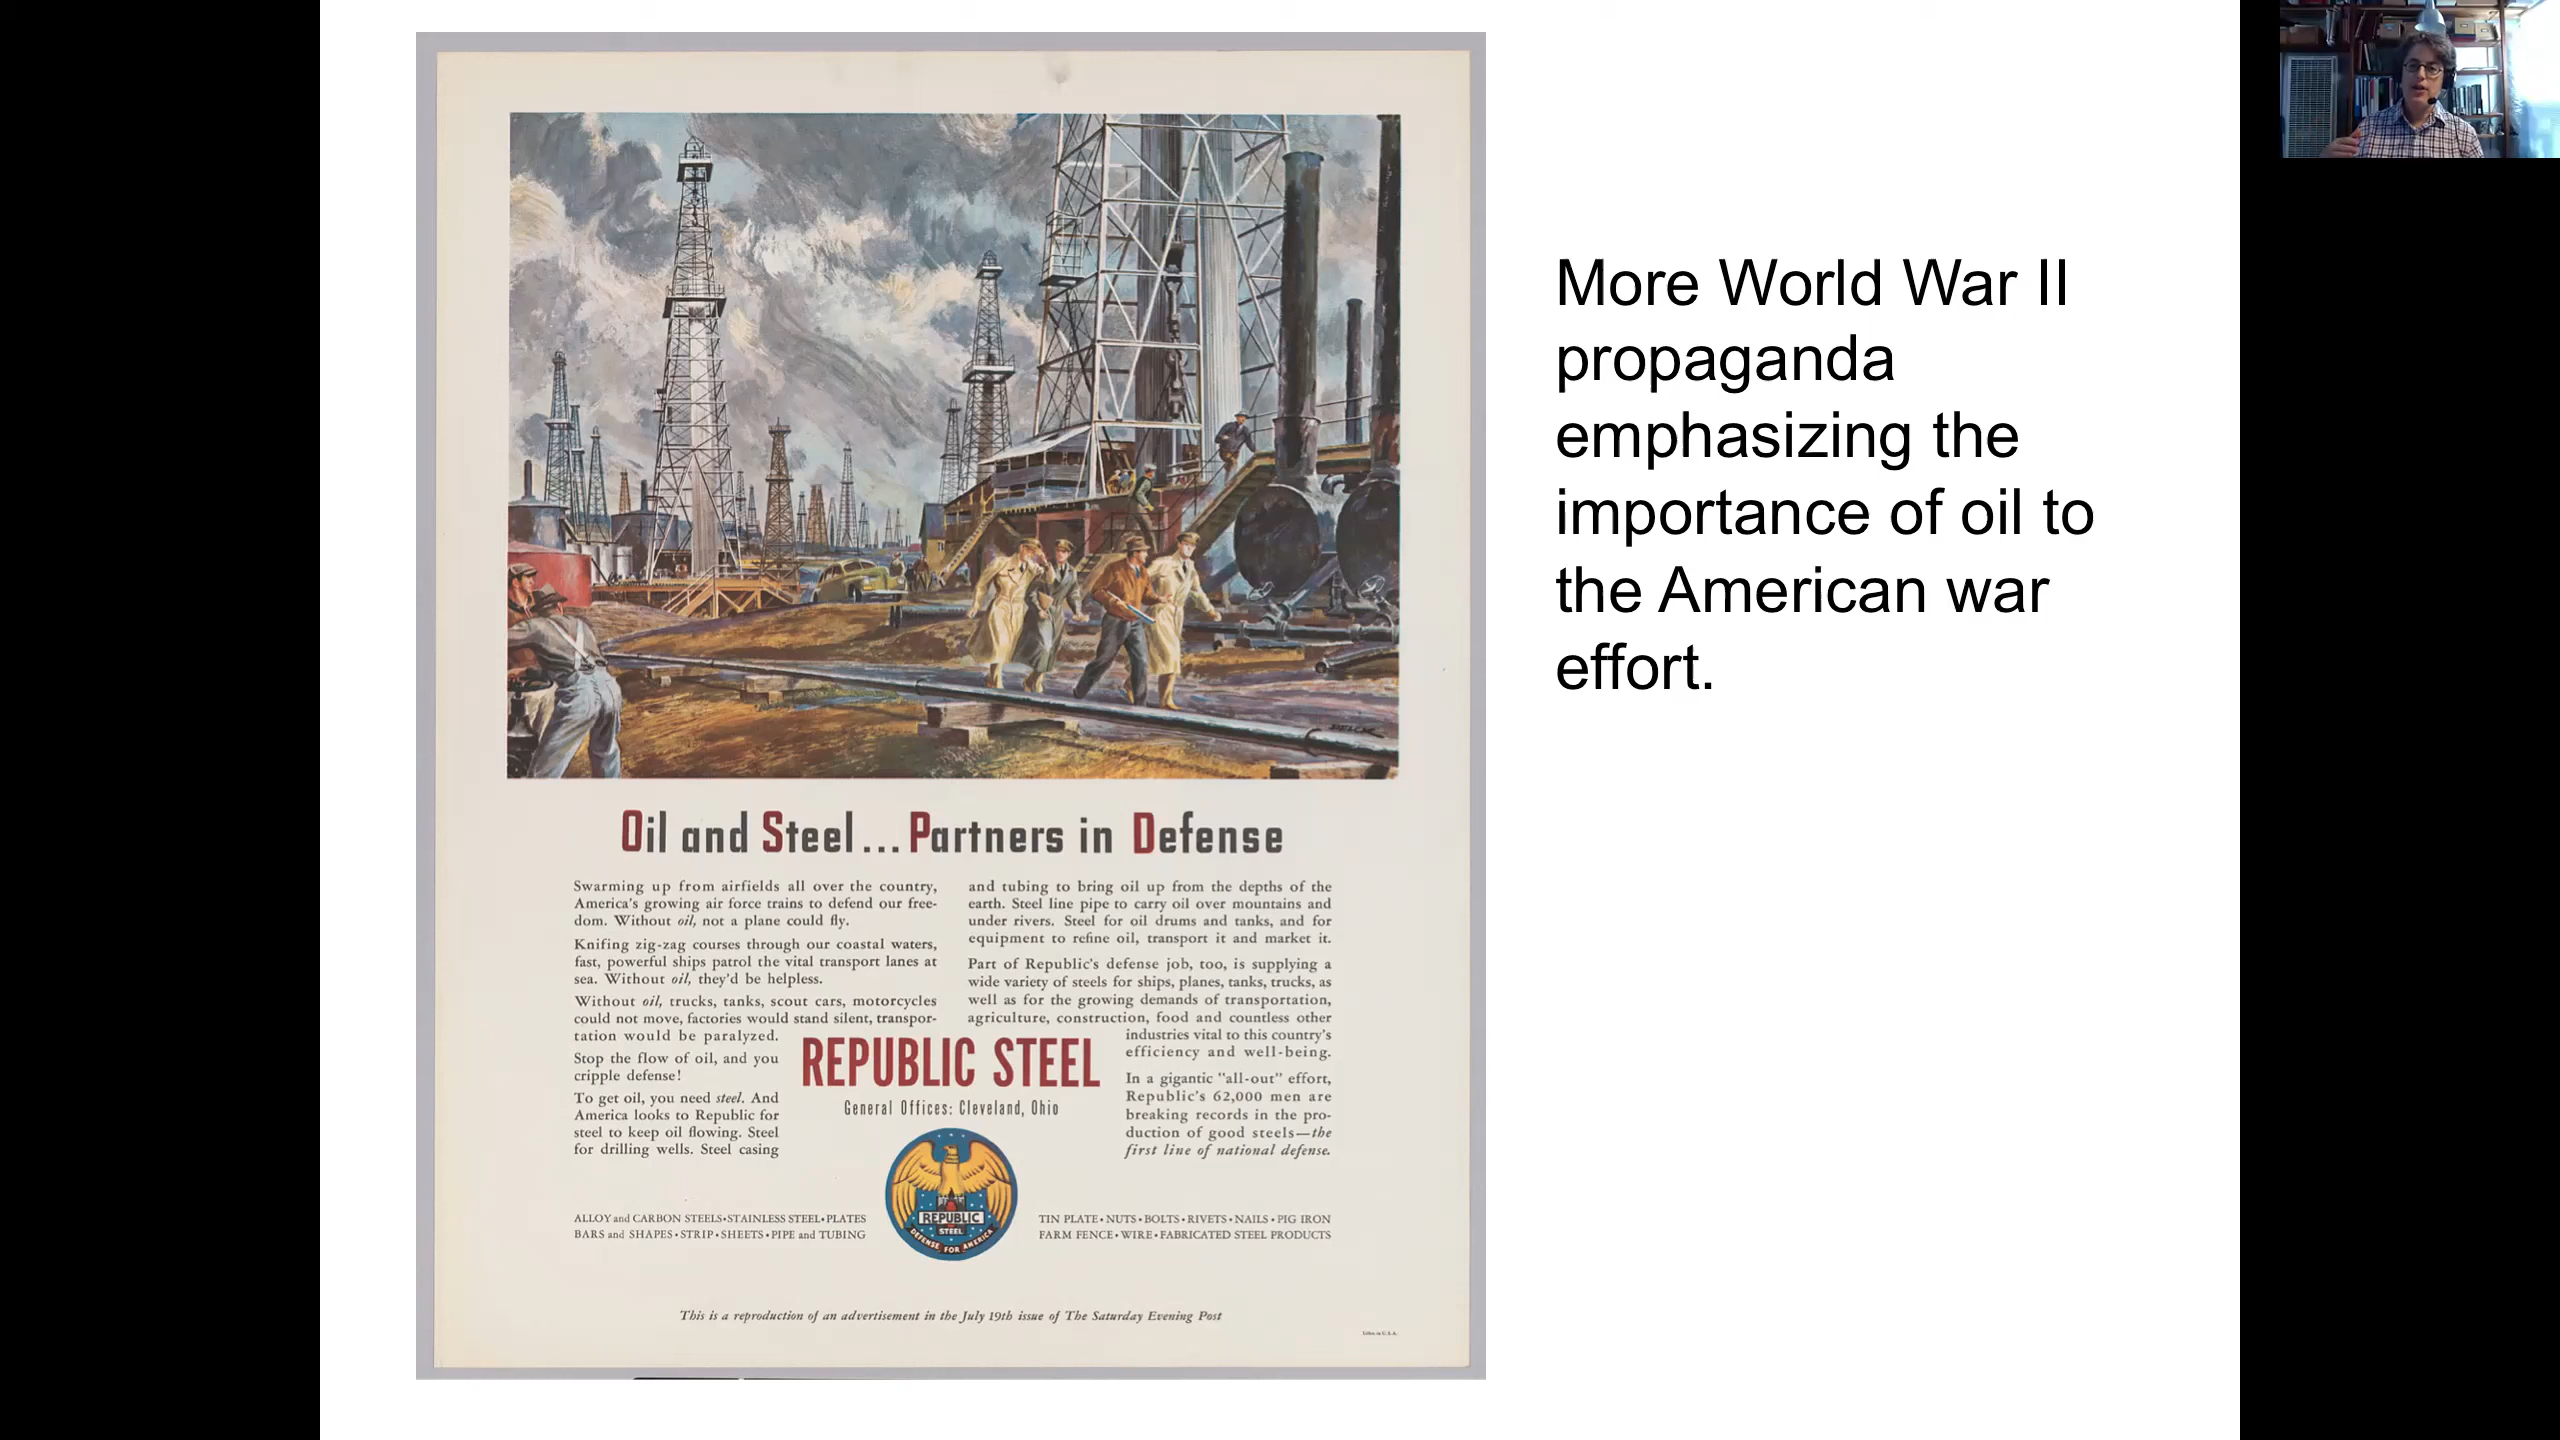 More World War II
propaganda
emphasizing the
importance of oil to
the American war
effort.
Oil and Steel... Partners in Defense
Swarming up from airfields all over the country,
America's growing air force trains to defend our free-
dom. Without oil, not a plane could fly.
Knifing zig-zag courses through our coastal waters,
fast, powerful ships patrol the vital transport lanes at
sea. Without oil, they'd be helpless.
Without oil, trucks, tanks, scout cars, motorcycles
could not move, factories would stand silent, transpor-
tation would be paralyzed.
Stop the flow of oil, and you
cripple defense!
To get oil, you need steel. And
America looks to Republic for
steel to keep oil flowing. Steel
for drilling wells. Steel casing
and tubing to bring oil up from the depths of the
earth. Steel line pipe to carry oil over mountains and
under rivers. Steel for oil drums and tanks, and for
equipment to refine oil, transport it and market it.
Part of Republic's defense job, too, is supplying a
wide variety of steels for ships, planes, tanks, trucks, as
well as for the growing demands of transportation,
agriculture, construction, food and countless other
industries vital to this country's
efficiency and well-being.
In a gigantic "all-out" effort,
Republic's 62,000 men are
breaking records in the pro-
duction of good steels—the
first line of national defense.
REPUBLIC STEEL
General Offices: Cleveland, Ohio
REPUBLIC
STEEL
DEFENSE FOR AMERICA
ALLOY and CARBON STEELS•STAINLESS STEEL•PLATES
BARS and SHAPES•STRIP•SHEETS•PIPE and TUBING
TIN PLATE•NUTS•BOLTS•RIVETS•NAILS•PIG IRON
FARM FENCE•WIRE•FABRICATED STEEL PRODUCTS
This is a reproduction of an advertisement in the July 19th issue of The Saturday Evening Post
Litho. in U.S.A.